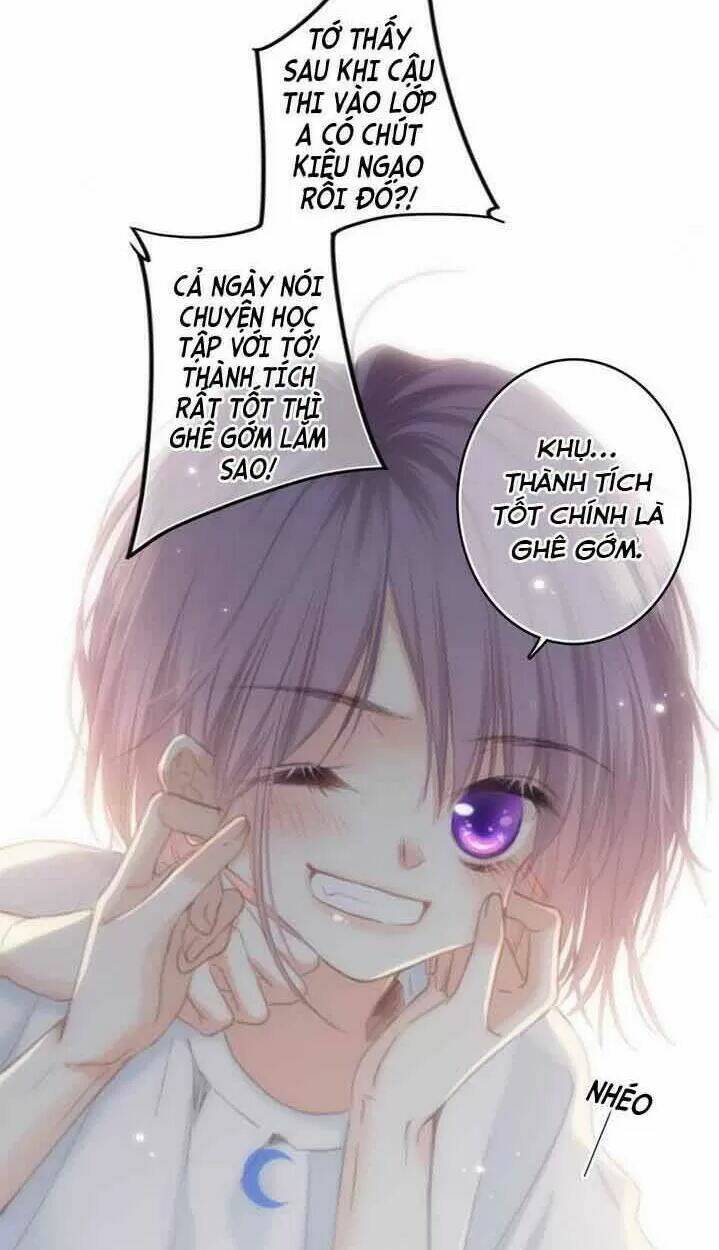 TỚ THẤY
SAU KHI CẬU
THI VÀO LỚP
A CÓ CHÚT
KIÊU NGẠO
RỒI ĐÓ?!
CẢ NGÀY NÓI
CHUYỆN HỌC
TẬP VỚI TỚ!
THÀNH TÍCH
RẤT TỐT THÌ
GHÊ GỚM LẮM
SAO!
KHỤ...
THÀNH TÍCH
TỐT CHÍNH LÀ
GHÊ GỚM.
NHÉO